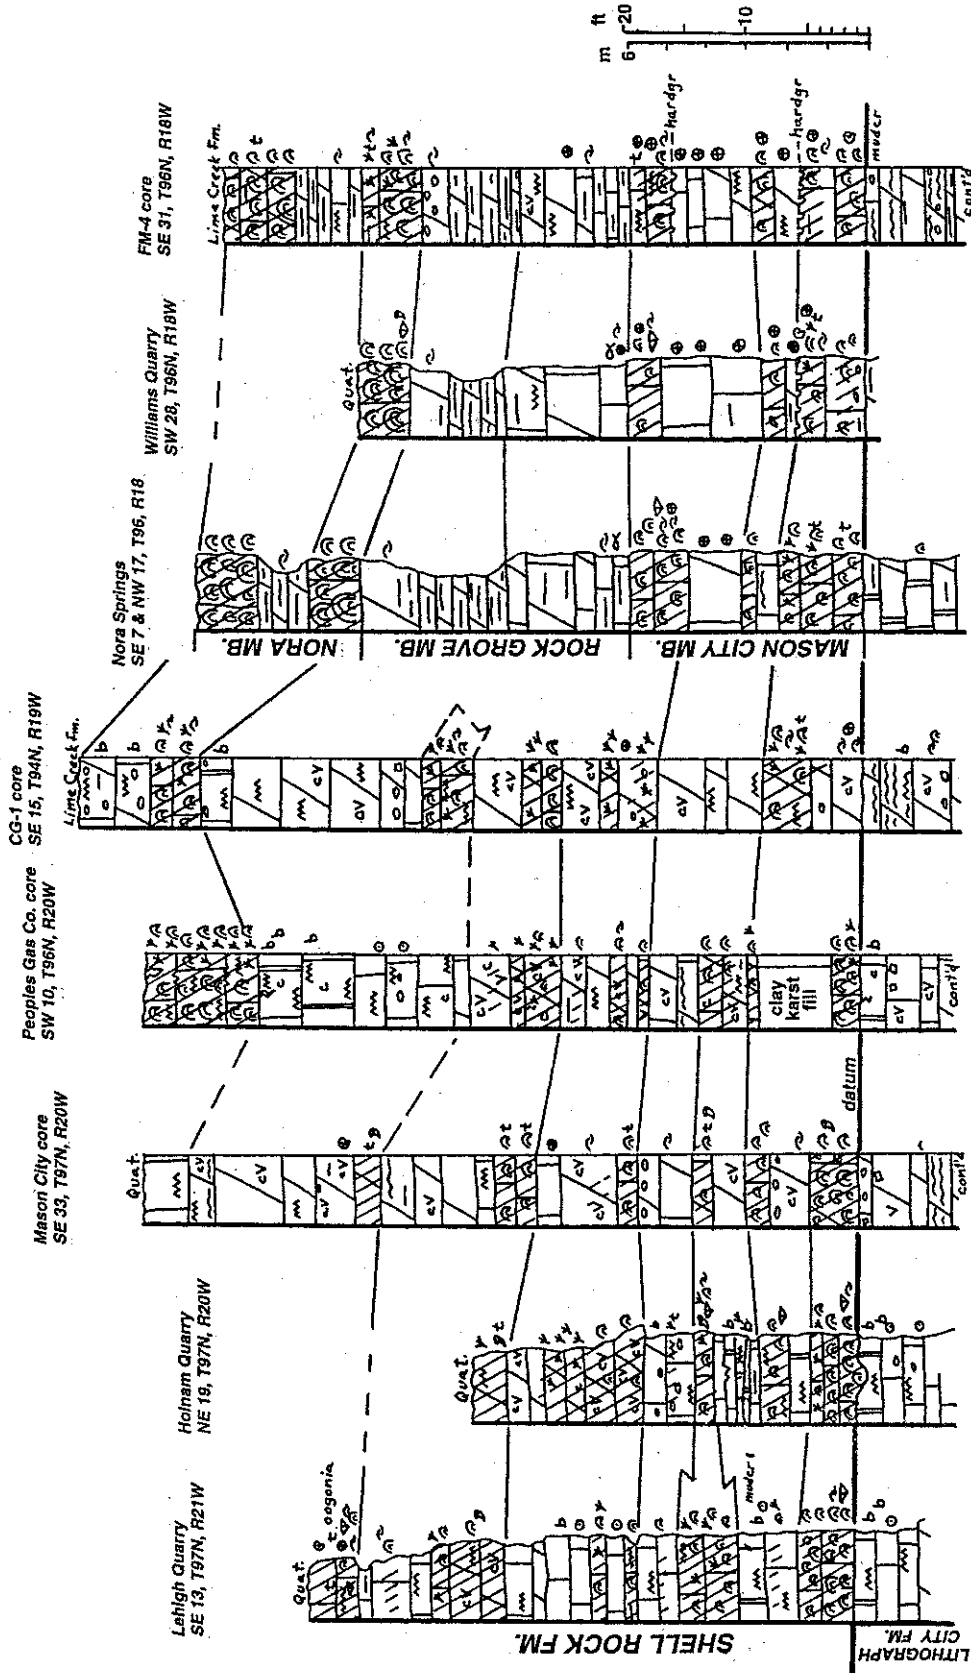 Lehigh Quarry
SE 13, T97N, R21W
Holnam Quarry
NE 19, T97N, R20W
Mason City core
SE 33, T97N, R20W
Peoples Gas Co. core
SW 10, T96N, R20W
CG-1 core
SE 15, T94N, R19W
Nora Springs
SE 7 & NW 17, T96, R18
Williams Quarry
SW 28, T96N, R18W
FM-4 core
SE 31, T96N, R18W
Quat.
Quat.
Quat.
Lime Creek Fm.
Quat.
Lime Creek Fm.
oogonia
SHELL ROCK FM.
LITHOGRAPH
CITY FM.
NORA MB.
ROCK GROVE MB.
MASON CITY MB.
clay
karst
fill
datum
cont'd
cont'd
cont'd
hardgr
hardgr
m
ft
6
20
10